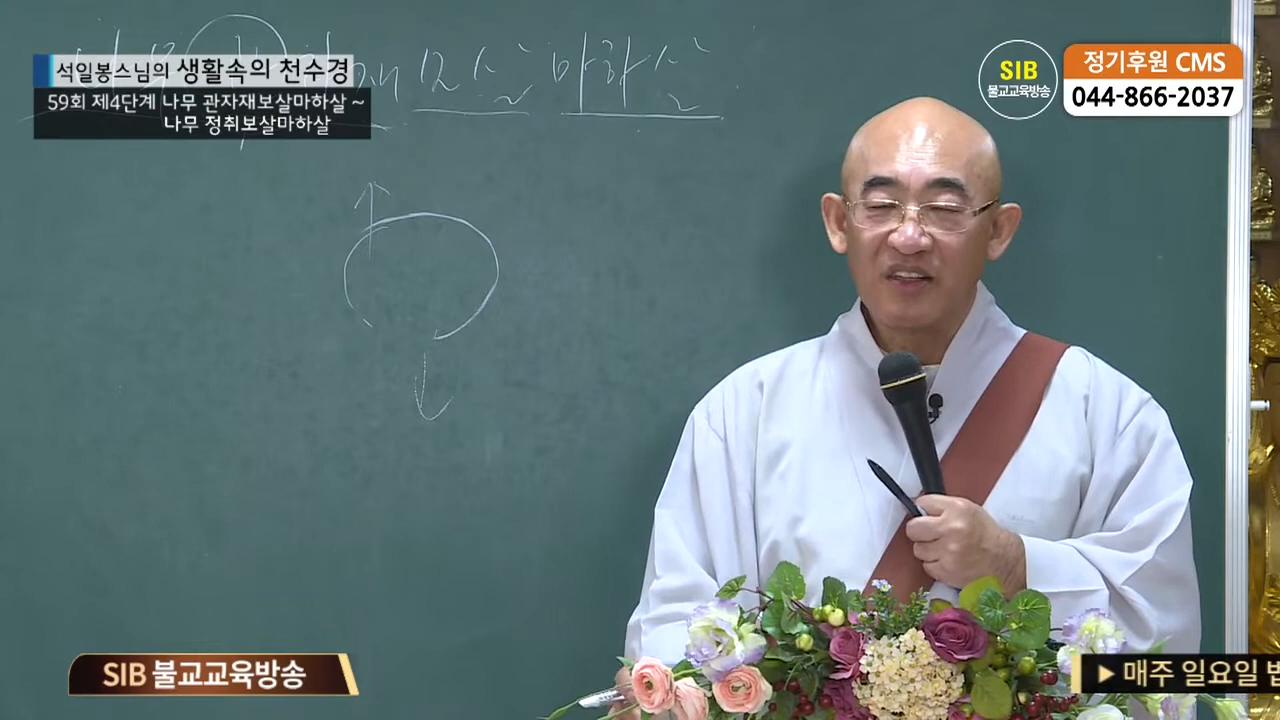 석일봉스님의 생활속의 천수경
59회 제4단계 나무 관자재보살마하살 ~
나무 정취보살마하살
재 보살 마하살
SIB
불교교육방송
정기후원 CMS
044-866-2037
SIB 불교교육방송
▶ 매주 일요일